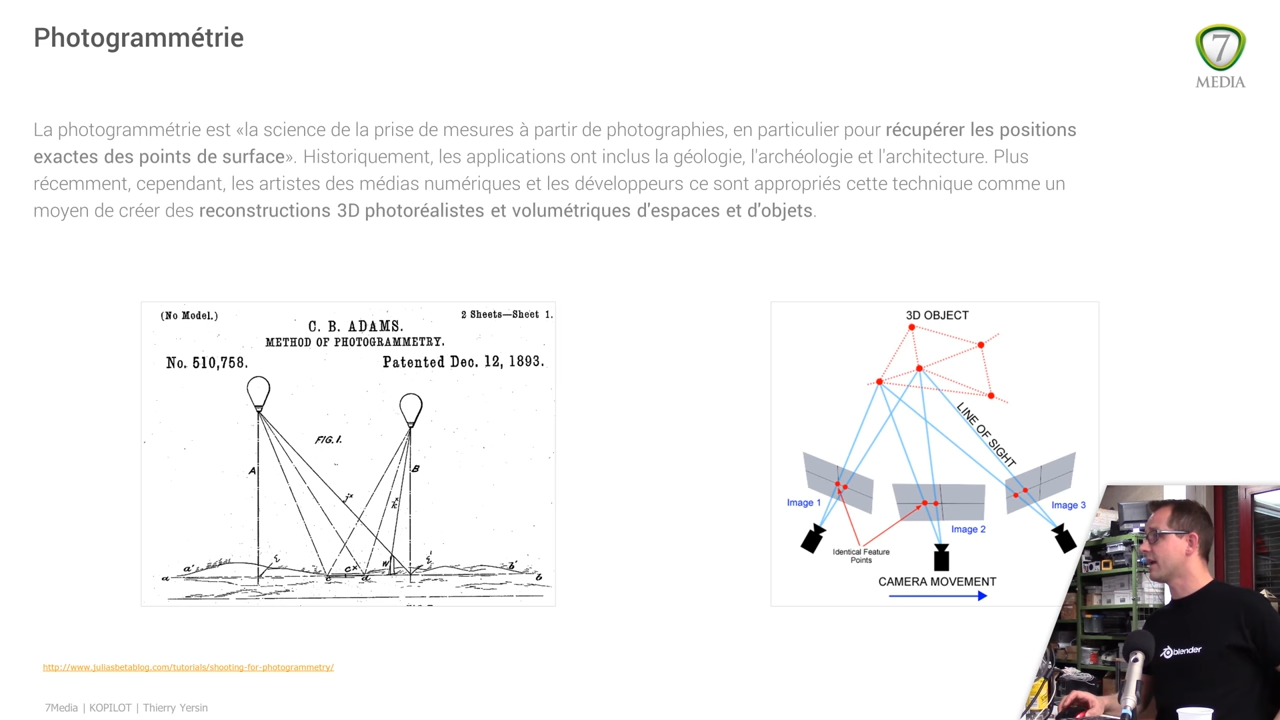 Photogrammétrie
7
MEDIA
La photogrammétrie est «la science de la prise de mesures à partir de photographies, en particulier pour récupérer les positions
exactes des points de surface». Historiquement, les applications ont inclus la géologie, l'archéologie et l'architecture. Plus
récemment, cependant, les artistes des médias numériques et les développeurs ce sont appropriés cette technique comme un
moyen de créer des reconstructions 3D photoréalistes et volumétriques d'espaces et d'objets.
(No Model.)
2 Sheets—Sheet 1.
C. B. ADAMS.
METHOD OF PHOTOGRAMMETRY.
No. 510,758.
Patented Dec. 12, 1893.
FIG. 1.
A
B
a
a'
c
c^x
d
W
b'
b
3D OBJECT
LINE OF SIGHT
Image 1
Image 2
Image 3
Identical Feature
Points
CAMERA MOVEMENT
blender
http://www.juliasbetablog.com/tutorials/shooting-for-photogrammetry/
7Media | KOPILOT | Thierry Yersin